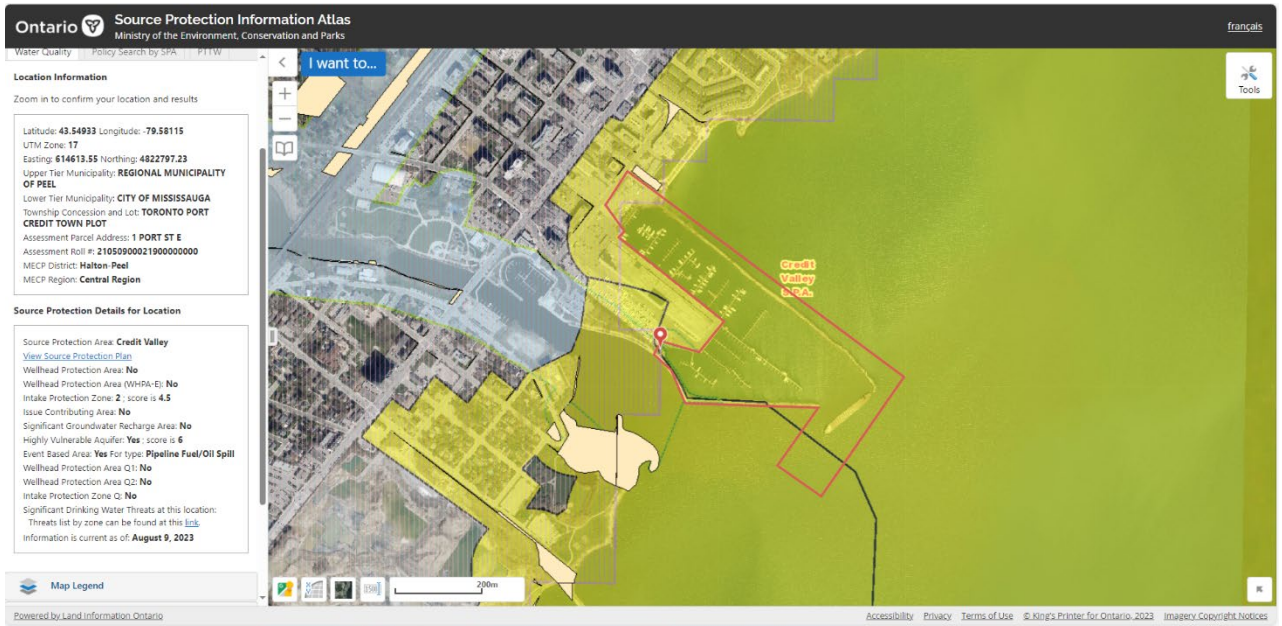 Ontario
Source Protection Information Atlas
Ministry of the Environment, Conservation and Parks
français
Water Quality
Policy Search by SPA
PTTW
Location Information
Zoom in to confirm your location and results
Latitude: 43.54933 Longitude: -79.58115
UTM Zone: 17
Easting: 614613.55 Northing: 4822797.23
Upper Tier Municipality: REGIONAL MUNICIPALITY
OF PEEL
Lower Tier Municipality: CITY OF MISSISSAUGA
Township Concession and Lot: TORONTO PORT
CREDIT TOWN PLOT
Assessment Parcel Address: 1 PORT ST E
Assessment Roll #: 21050900021900000000
MECP District: Halton-Peel
MECP Region: Central Region
Source Protection Details for Location
Source Protection Area: Credit Valley
View Source Protection Plan
Wellhead Protection Area: No
Wellhead Protection Area (WHPA-E): No
Intake Protection Zone: 2 ; score is 4.5
Issue Contributing Area: No
Significant Groundwater Recharge Area: No
Highly Vulnerable Aquifer: Yes ; score is 6
Event Based Area: Yes For type: Pipeline Fuel/Oil Spill
Wellhead Protection Area Q1: No
Wellhead Protection Area Q2: No
Intake Protection Zone Q: No
Significant Drinking Water Threats at this location:
Threats list by zone can be found at this link.
Information is current as of: August 9, 2023
Map Legend
I want to...
Tools
Credit
Valley
S.P.A.
200m
Powered by Land Information Ontario
Accessibility
Privacy
Terms of Use
© King's Printer for Ontario, 2023
Imagery Copyright Notices